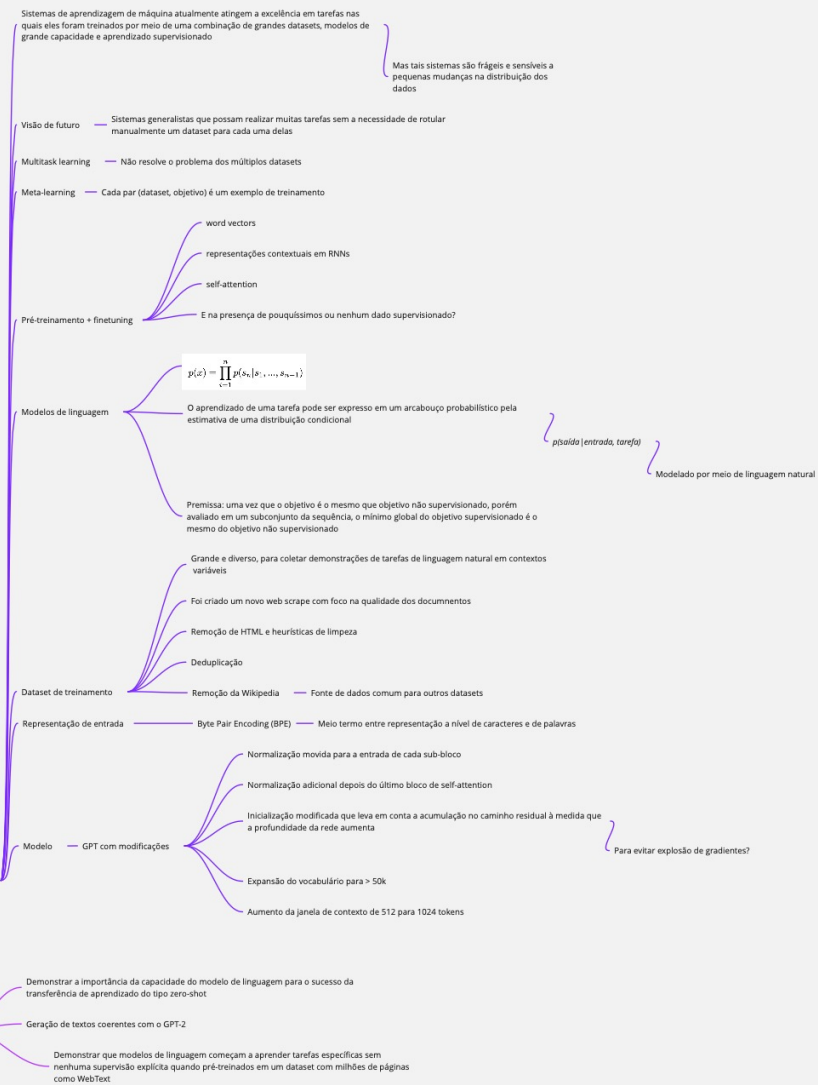 Sistemas de aprendizagem de máquina atualmente atingem a excelência em tarefas nas
quais eles foram treinados por meio de uma combinação de grandes datasets, modelos de
grande capacidade e aprendizado supervisionado
Mas tais sistemas são frágeis e sensíveis a
pequenas mudanças na distribuição dos
dados
Visão de futuro
Sistemas generalistas que possam realizar muitas tarefas sem a necessidade de rotular
manualmente um dataset para cada uma delas
Multitask learning
Não resolve o problema dos múltiplos datasets
Meta-learning
Cada par (dataset, objetivo) é um exemplo de treinamento
Pré-treinamento + finetuning
word vectors
representações contextuais em RNNs
self-attention
E na presença de pouquíssimos ou nenhum dado supervisionado?
Modelos de linguagem
p(x) = ∏_{i=1}^{n} p(s_n|s_1, ..., s_{n-1})
O aprendizado de uma tarefa pode ser expresso em um arcabouço probabilístico pela
estimativa de uma distribuição condicional
p(saída|entrada, tarefa)
Modelado por meio de linguagem natural
Premissa: uma vez que o objetivo é o mesmo que objetivo não supervisionado, porém
avaliado em um subconjunto da sequência, o mínimo global do objetivo supervisionado é o
mesmo do objetivo não supervisionado
Dataset de treinamento
Grande e diverso, para coletar demonstrações de tarefas de linguagem natural em contextos
variáveis
Foi criado um novo web scrape com foco na qualidade dos documnentos
Remoção de HTML e heurísticas de limpeza
Deduplicação
Remoção da Wikipedia
Fonte de dados comum para outros datasets
Representação de entrada
Byte Pair Encoding (BPE)
Meio termo entre representação a nível de caracteres e de palavras
Modelo
GPT com modificações
Normalização movida para a entrada de cada sub-bloco
Normalização adicional depois do último bloco de self-attention
Inicialização modificada que leva em conta a acumulação no caminho residual à medida que
a profundidade da rede aumenta
Para evitar explosão de gradientes?
Expansão do vocabulário para > 50k
Aumento da janela de contexto de 512 para 1024 tokens
Demonstrar a importância da capacidade do modelo de linguagem para o sucesso da
transferência de aprendizado do tipo zero-shot
Geração de textos coerentes com o GPT-2
Demonstrar que modelos de linguagem começam a aprender tarefas específicas sem
nenhuma supervisão explícita quando pré-treinados em um dataset com milhões de páginas
como WebText